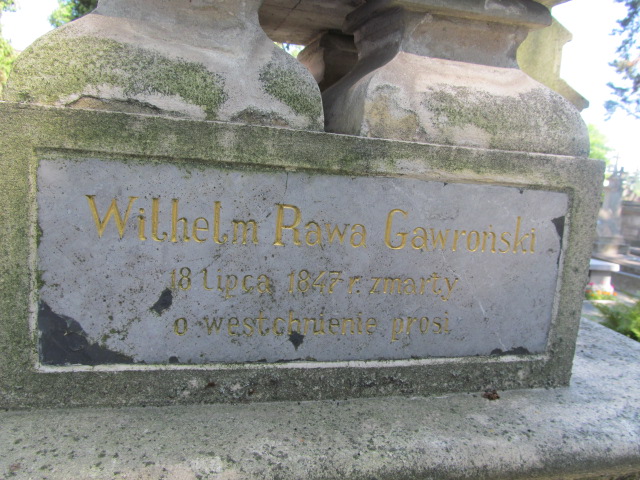 Wilhelm Rawa Gawroński
18 Lipca 1847 r. zmarły
o westchnienie prosi